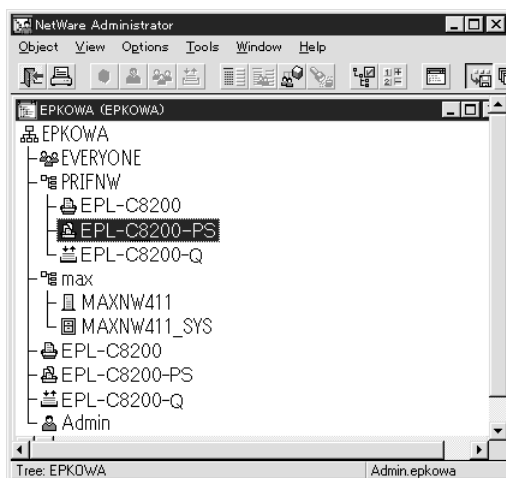 NetWare Administrator
Object View Options Tools Window Help
EPKOWA (EPKOWA)
EPKOWA
EVERYONE
PRIFNW
EPL-C8200
EPL-C8200-PS
EPL-C8200-Q
max
MAXNW411
MAXNW411_SYS
EPL-C8200
EPL-C8200-PS
EPL-C8200-Q
Admin
Tree: EPKOWA Admin.epkowa